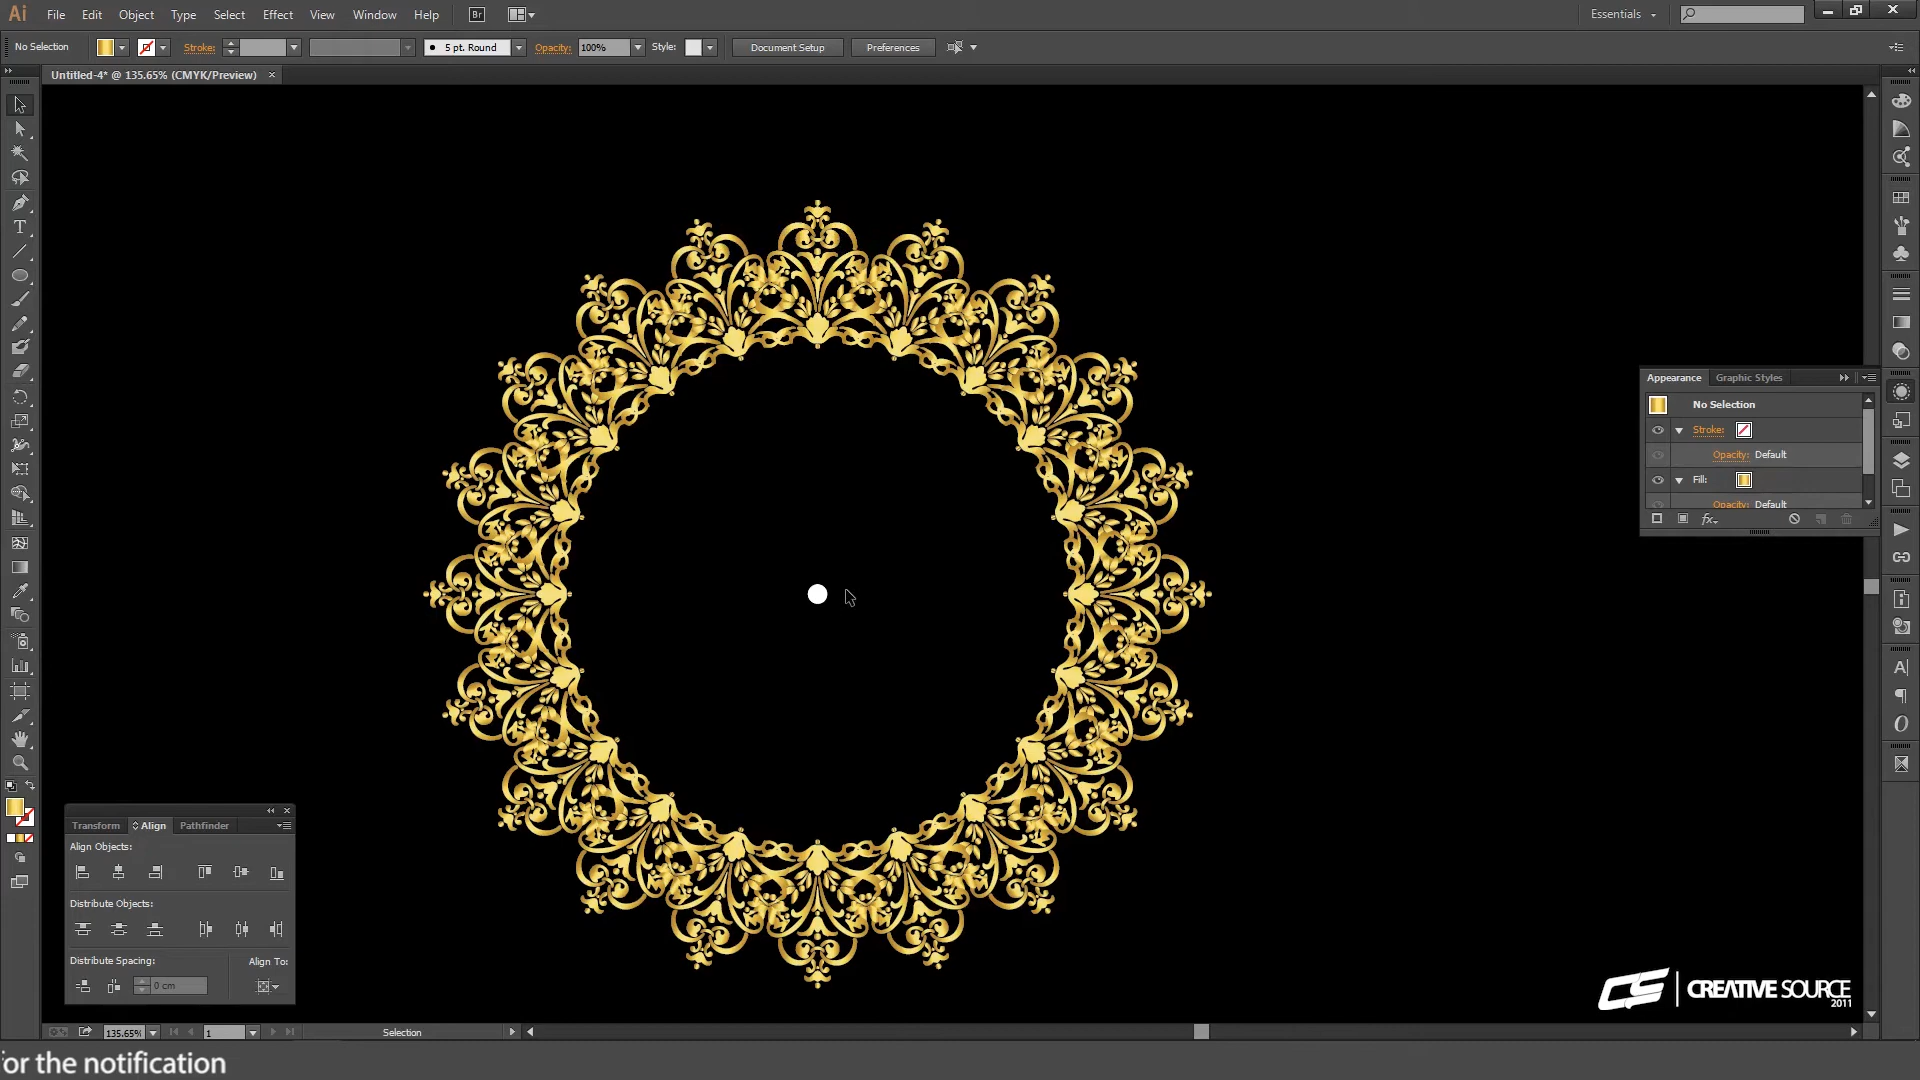 Ai File Edit Object Type Select Effect View Window Help Br Essentials
No Selection Stroke: 5 pt. Round Opacity: 100% Style: Document Setup Preferences
Untitled-4* @ 135.65% (CMYK/Preview) ×
Appearance Graphic Styles
No Selection
Stroke:
Opacity: Default
Fill:
Opacity: Default
fx
Transform Align Pathfinder
Align Objects:
Distribute Objects:
Distribute Spacing: Align To:
0 cm
CS CREATIVE SOURCE
2011
135.65% 1 Selection
or the notification